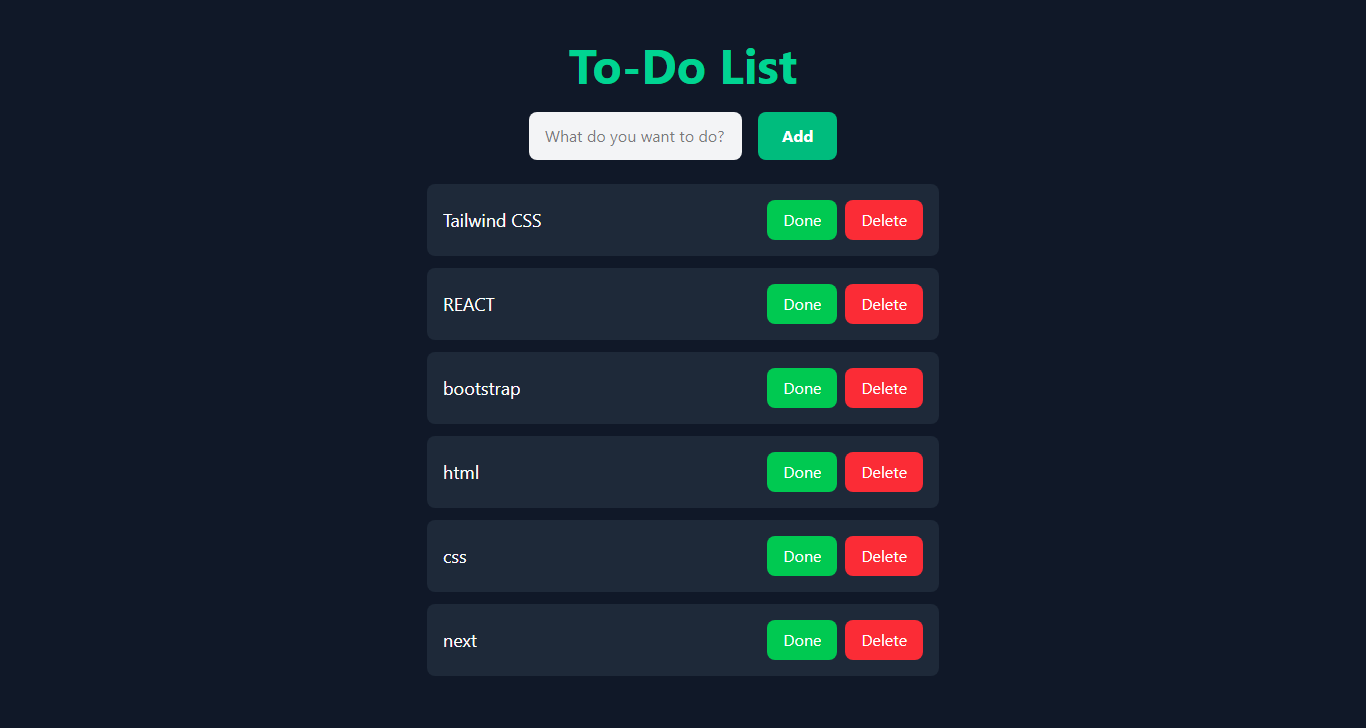 To-Do List
What do you want to do? Add
Tailwind CSS Done Delete
REACT Done Delete
bootstrap Done Delete
html Done Delete
css Done Delete
next Done Delete